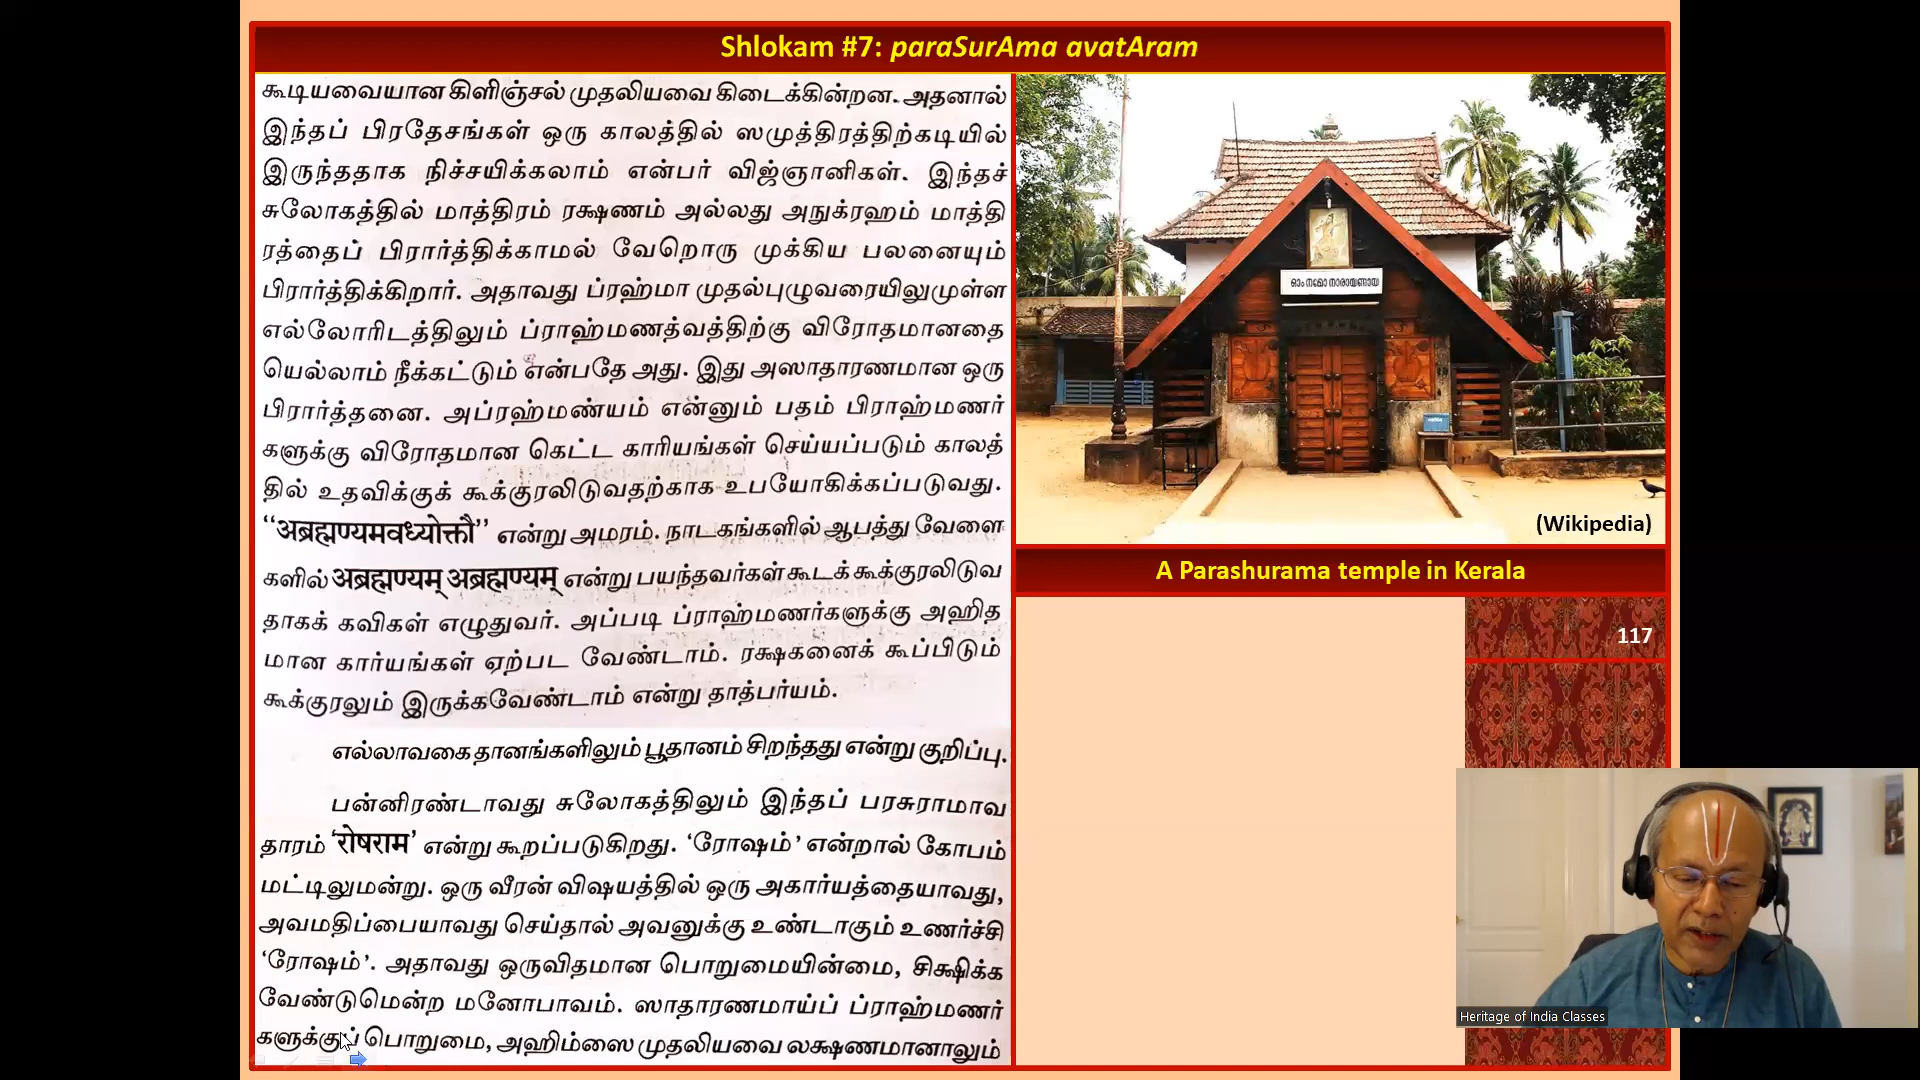 Shlokam #7: paraSurAma avatAram
கூடியவையான கிளிஞ்சல் முதலியவை கிடைக்கின்றன. அதனால்
இந்தப் பிரதேசங்கள் ஒரு காலத்தில் ஸமுத்திரத்திற்கடியில்
இருந்ததாக நிச்சயிக்கலாம் என்பர் விஜ்ஞானிகள். இந்தச்
சுலோகத்தில் மாத்திரம் ரக்ஷணம் அல்லது அநுக்ரஹம் மாத்தி
ரத்தைப் பிரார்த்திக்காமல் வேறொரு முக்கிய பலனையும்
பிரார்த்திக்கிறார். அதாவது ப்ரஹ்மா முதல்புழுவரையிலுமுள்ள
எல்லோரிடத்திலும் ப்ராஹ்மணத்வத்திற்கு விரோதமானதை
யெல்லாம் நீக்கட்டும் என்பதே அது. இது அஸாதாரணமான ஒரு
பிரார்த்தனை. அப்ரஹ்மண்யம் என்னும் பதம் பிராஹ்மணர்
களுக்கு விரோதமான கெட்ட காரியங்கள் செய்யப்படும் காலத்
தில் உதவிக்குக் கூக்குரலிடுவதற்காக உபயோகிக்கப்படுவது.
“अब्रह्मण्यमवध्योक्तौ” என்று அமரம். நாடகங்களில் ஆபத்து வேளை
களில் अब्रह्मण्यम् अब्रह्मण्यम् என்று பயந்தவர்கள் கூடக் கூக்குரலிடுவ
தாகக் கவிகள் எழுதுவர். அப்படி ப்ராஹ்மணர்களுக்கு அஹித
மான கார்யங்கள் ஏற்பட வேண்டாம். ரக்ஷகனைக் கூப்பிடும்
கூக்குரலும் இருக்கவேண்டாம் என்று தாத்பர்யம்.
எல்லாவகை தானங்களிலும் பூதானம் சிறந்தது என்று குறிப்பு.
பன்னிரண்டாவது சுலோகத்திலும் இந்தப் பரசுராமாவ
தாரம் ‘रोषराम’ என்று கூறப்படுகிறது. ‘ரோஷம்’ என்றால் கோபம்
மட்டிலுமன்று. ஒரு வீரன் விஷயத்தில் ஒரு அகார்யத்தையாவது,
அவமதிப்பையாவது செய்தால் அவனுக்கு உண்டாகும் உணர்ச்சி
‘ரோஷம்’. அதாவது ஒருவிதமான பொறுமையின்மை, சிக்ஷிக்க
வேண்டுமென்ற மனோபாவம். ஸாதாரணமாய்ப் ப்ராஹ்மணர்
களுக்குப் பொறுமை, அஹிம்ஸை முதலியவை லக்ஷணமானாலும்
ഓം നമോ നാരായണായ
(Wikipedia)
A Parashurama temple in Kerala
117
Heritage of India Classes